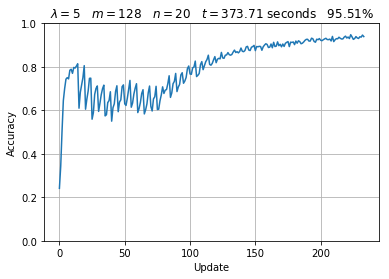 λ = 5 m = 128 n = 20 t = 373.71 seconds 95.51%
1.0
0.8
0.6
0.4
0.2
0.0
Accuracy
0 50 100 150 200
Update